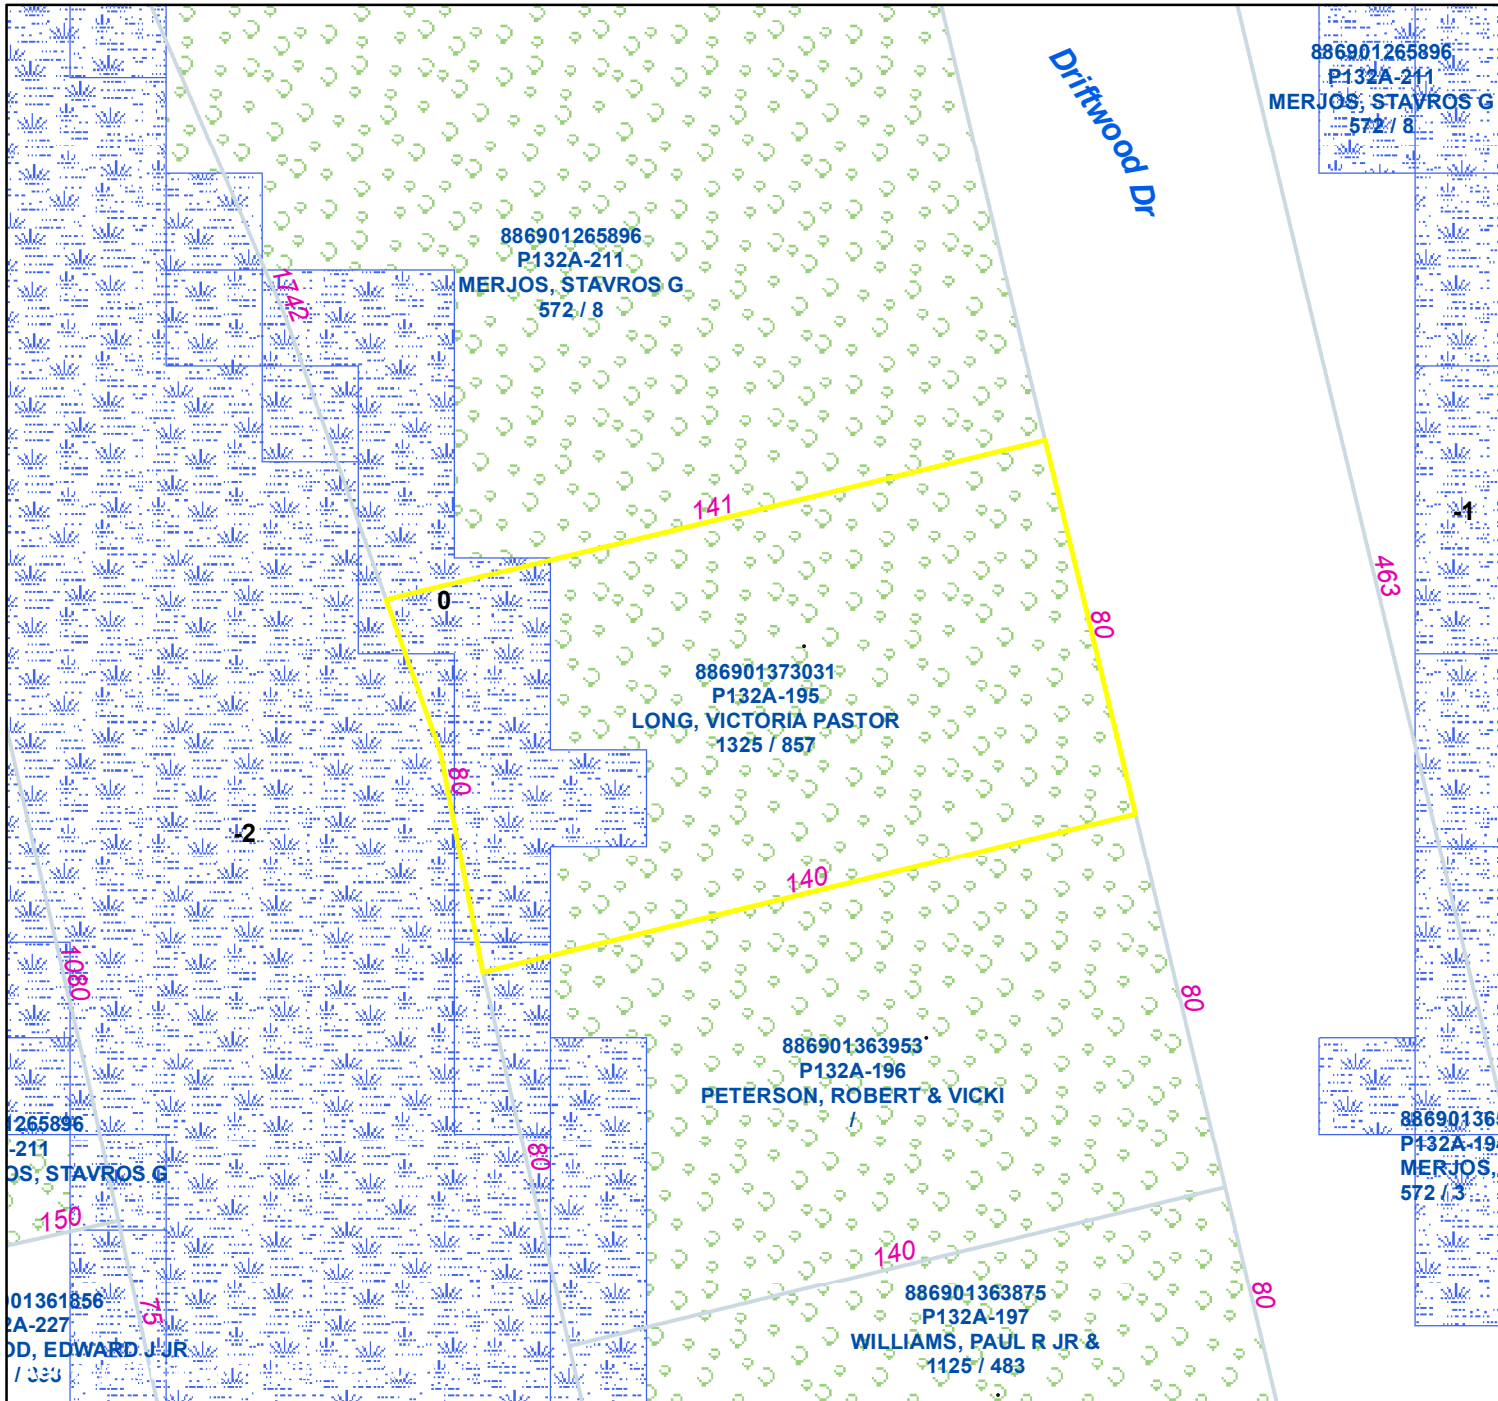 Driftwood Dr
886901265896
P132A-211
MERJOS, STAVROS G
572 / 8
886901265896
P132A-211
MERJOS, STAVROS G
572 / 8
1742
141
-1
463
0
80
886901373031
P132A-195
LONG, VICTORIA PASTOR
1325 / 857
80
-2
140
1080
80
886901363953
P132A-196
PETERSON, ROBERT & VICKI
/
1265896
-211
OS, STAVROS G
80
88690136
P132A-19
MERJOS,
572 / 3
150
140
80
01361856
2A-227
OD, EDWARD J JR
75
886901363875
P132A-197
WILLIAMS, PAUL R JR &
1125 / 483